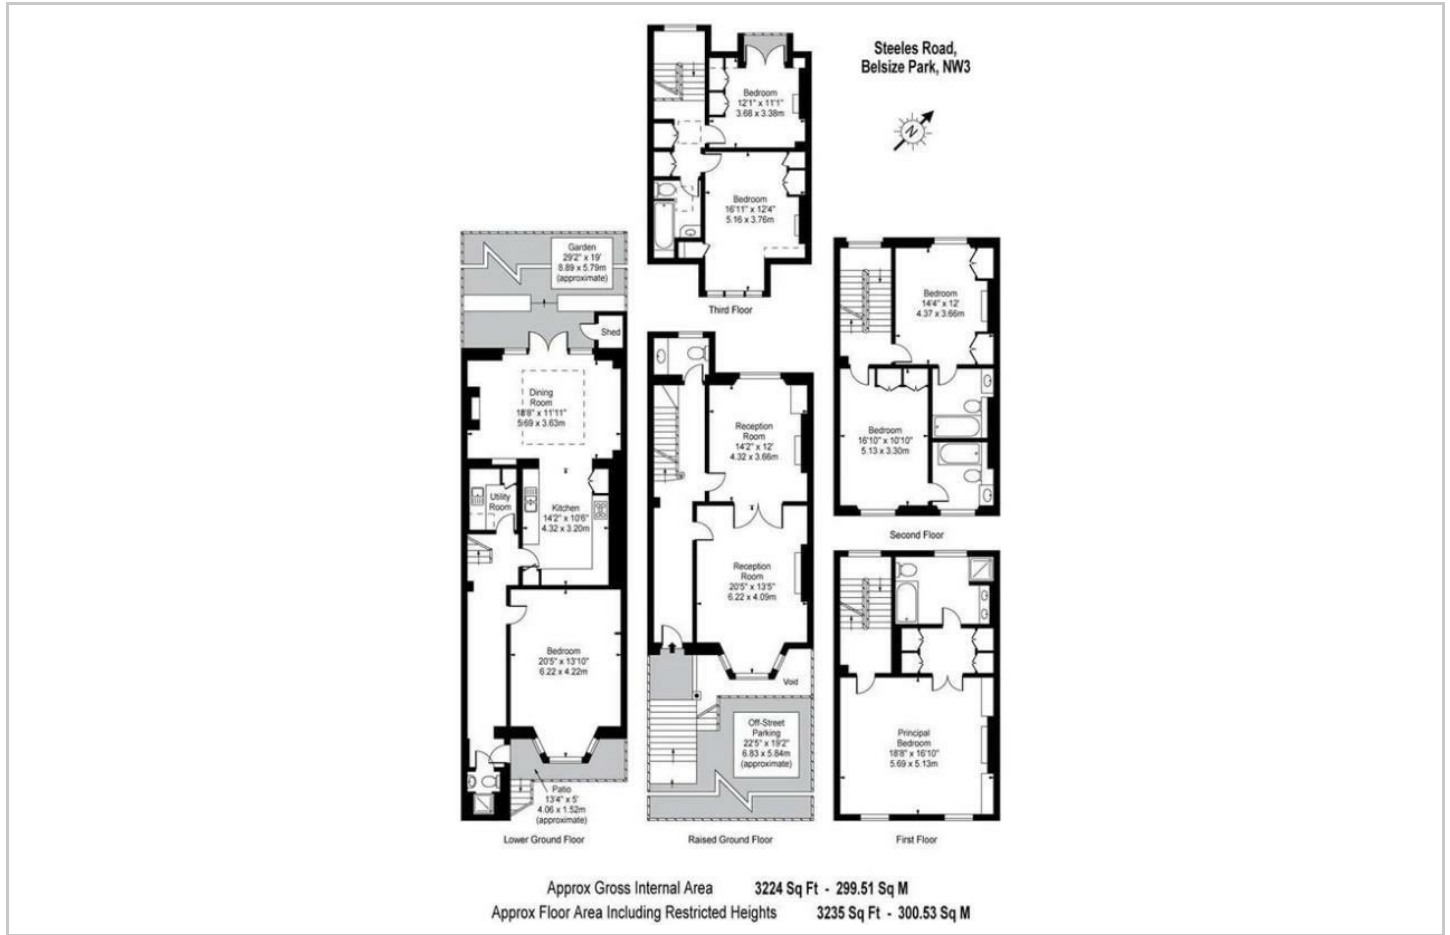 Steeles Road,
Belsize Park, NW3
N
Bedroom
12'1" x 11'1"
3.68 x 3.38m
Bedroom
16'11" x 12'4"
5.16 x 3.76m
Third Floor
Garden
29'2" x 19'
8.89 x 5.79m
(approximate)
Shed
Dining
Room
18'8" x 11'11"
5.69 x 3.63m
Utility
Room
Kitchen
14'2" x 10'6"
4.32 x 3.20m
Bedroom
20'5" x 13'10"
6.22 x 4.22m
Patio
13'4" x 5'
4.06 x 1.52m
(approximate)
Lower Ground Floor
Reception
Room
14'2" x 12'
4.32 x 3.66m
Reception
Room
20'5" x 13'5"
6.22 x 4.09m
Void
Off-Street
Parking
22'5" x 19'2"
6.83 x 5.84m
(approximate)
Raised Ground Floor
Bedroom
14'4" x 12'
4.37 x 3.66m
Bedroom
16'10" x 10'10"
5.13 x 3.30m
Second Floor
Principal
Bedroom
18'8" x 16'10"
5.69 x 5.13m
First Floor
Approx Gross Internal Area 3224 Sq Ft - 299.51 Sq M
Approx Floor Area Including Restricted Heights 3235 Sq Ft - 300.53 Sq M